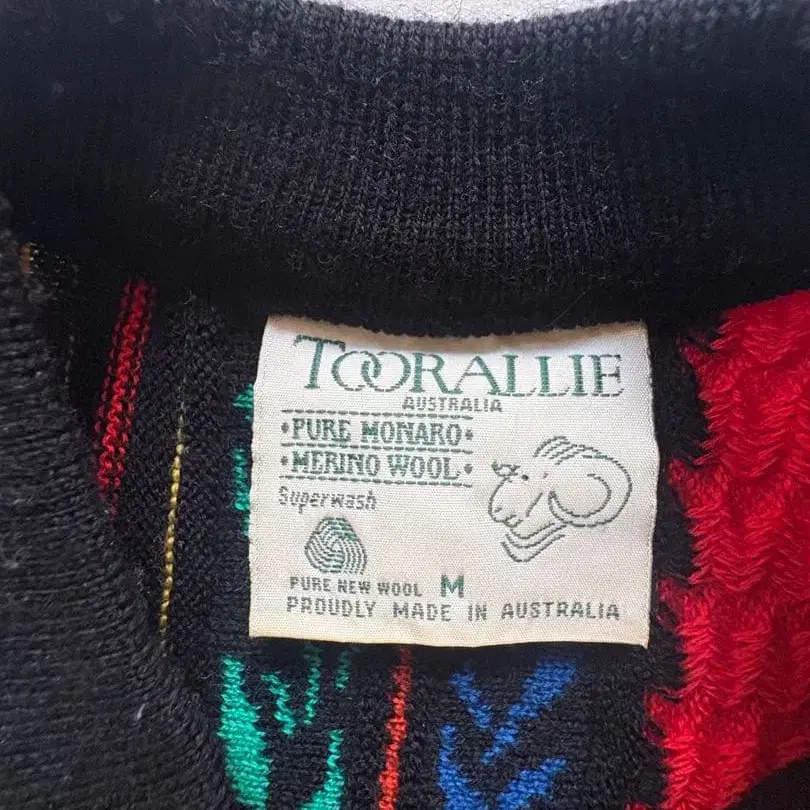 TOORALLIE
AUSTRALIA
•PURE MONARO•
•MERINO WOOL•
Superwash
PURE NEW WOOL M
PROUDLY MADE IN AUSTRALIA